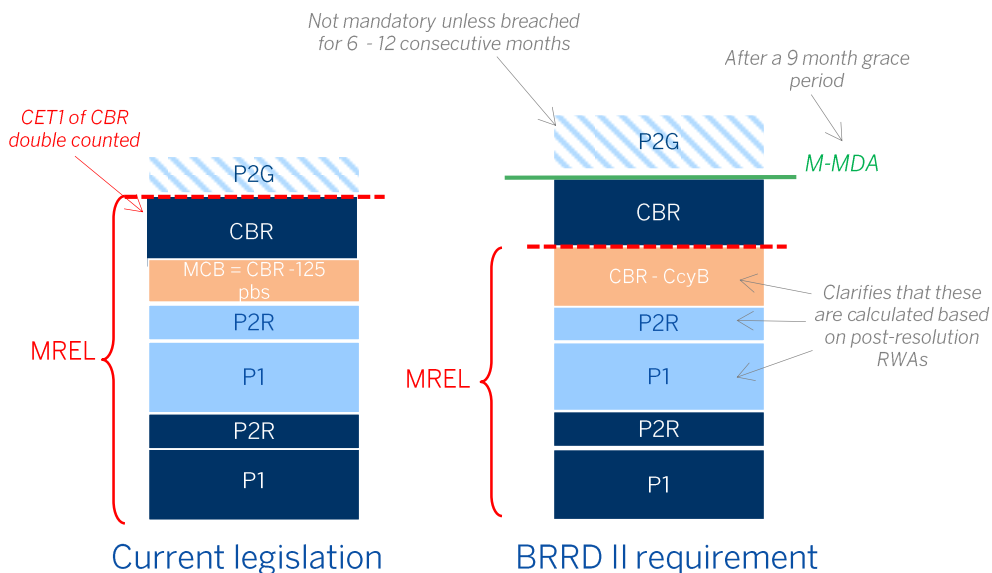 Not mandatory unless breached
for 6 - 12 consecutive months
After a 9 month grace
period
CET1 of CBR
double counted
M-MDA
P2G
CBR
MCB = CBR -125
pbs
P2R
P1
P2R
P1
MREL
Current legislation
P2G
CBR
CBR - CcyB
P2R
P1
P2R
P1
MREL
Clarifies that these
are calculated based
on post-resolution
RWAs
BRRD II requirement